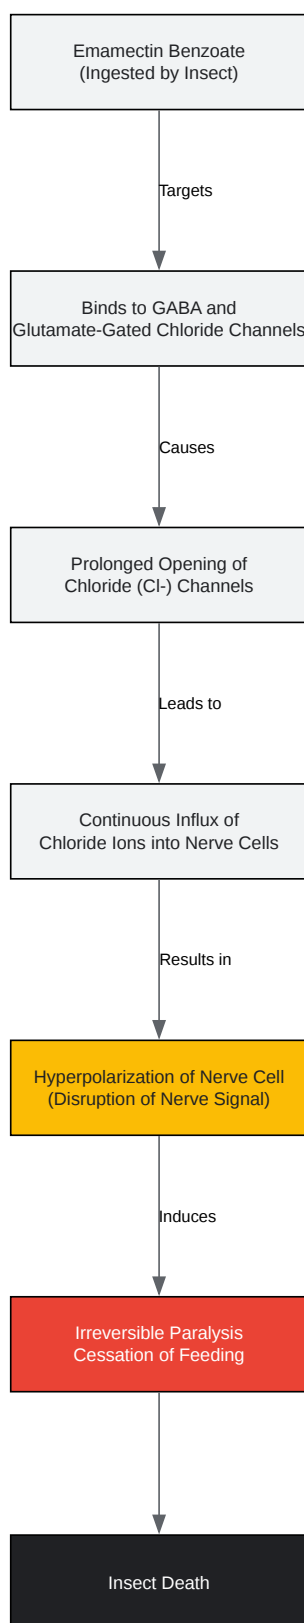 Emamectin Benzoate
(Ingested by Insect)
Targets
Binds to GABA and
Glutamate-Gated Chloride Channels
Causes
Prolonged Opening of
Chloride (Cl-) Channels
Leads to
Continuous Influx of
Chloride Ions into Nerve Cells
Results in
Hyperpolarization of Nerve Cell
(Disruption of Nerve Signal)
Induces
Irreversible Paralysis
Cessation of Feeding
Insect Death